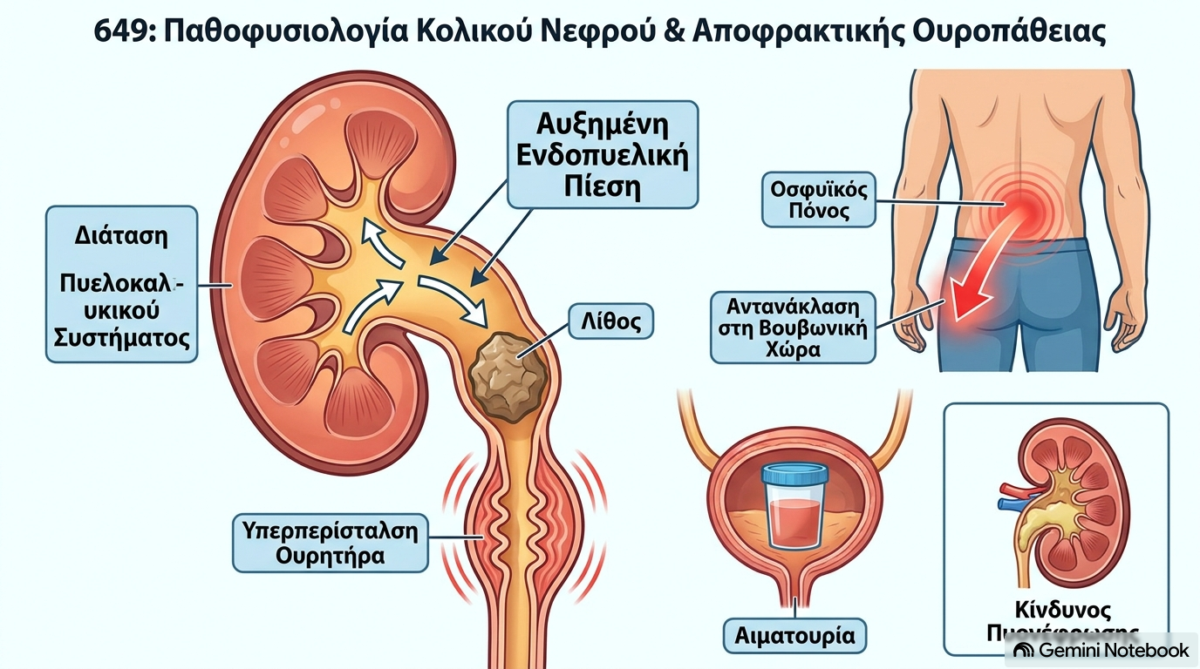 649: Παθοφυσιολογία Κολικού Νεφρού & Αποφρακτικής Ουροπάθειας
Αυξημένη
Ενδοπυελική
Πίεση
Διάταση
Πυελοκαλ -
υκικού
Συστήματος
Λίθος
Υπερπερίσταλση
Ουρητήρα
Οσφυϊκός
Πόνος
Αντανάκλαση
στη Βουβωνική
Χώρα
Αιματουρία
Κίνδυνος
Πυονέφρωσης
Gemini Notebook